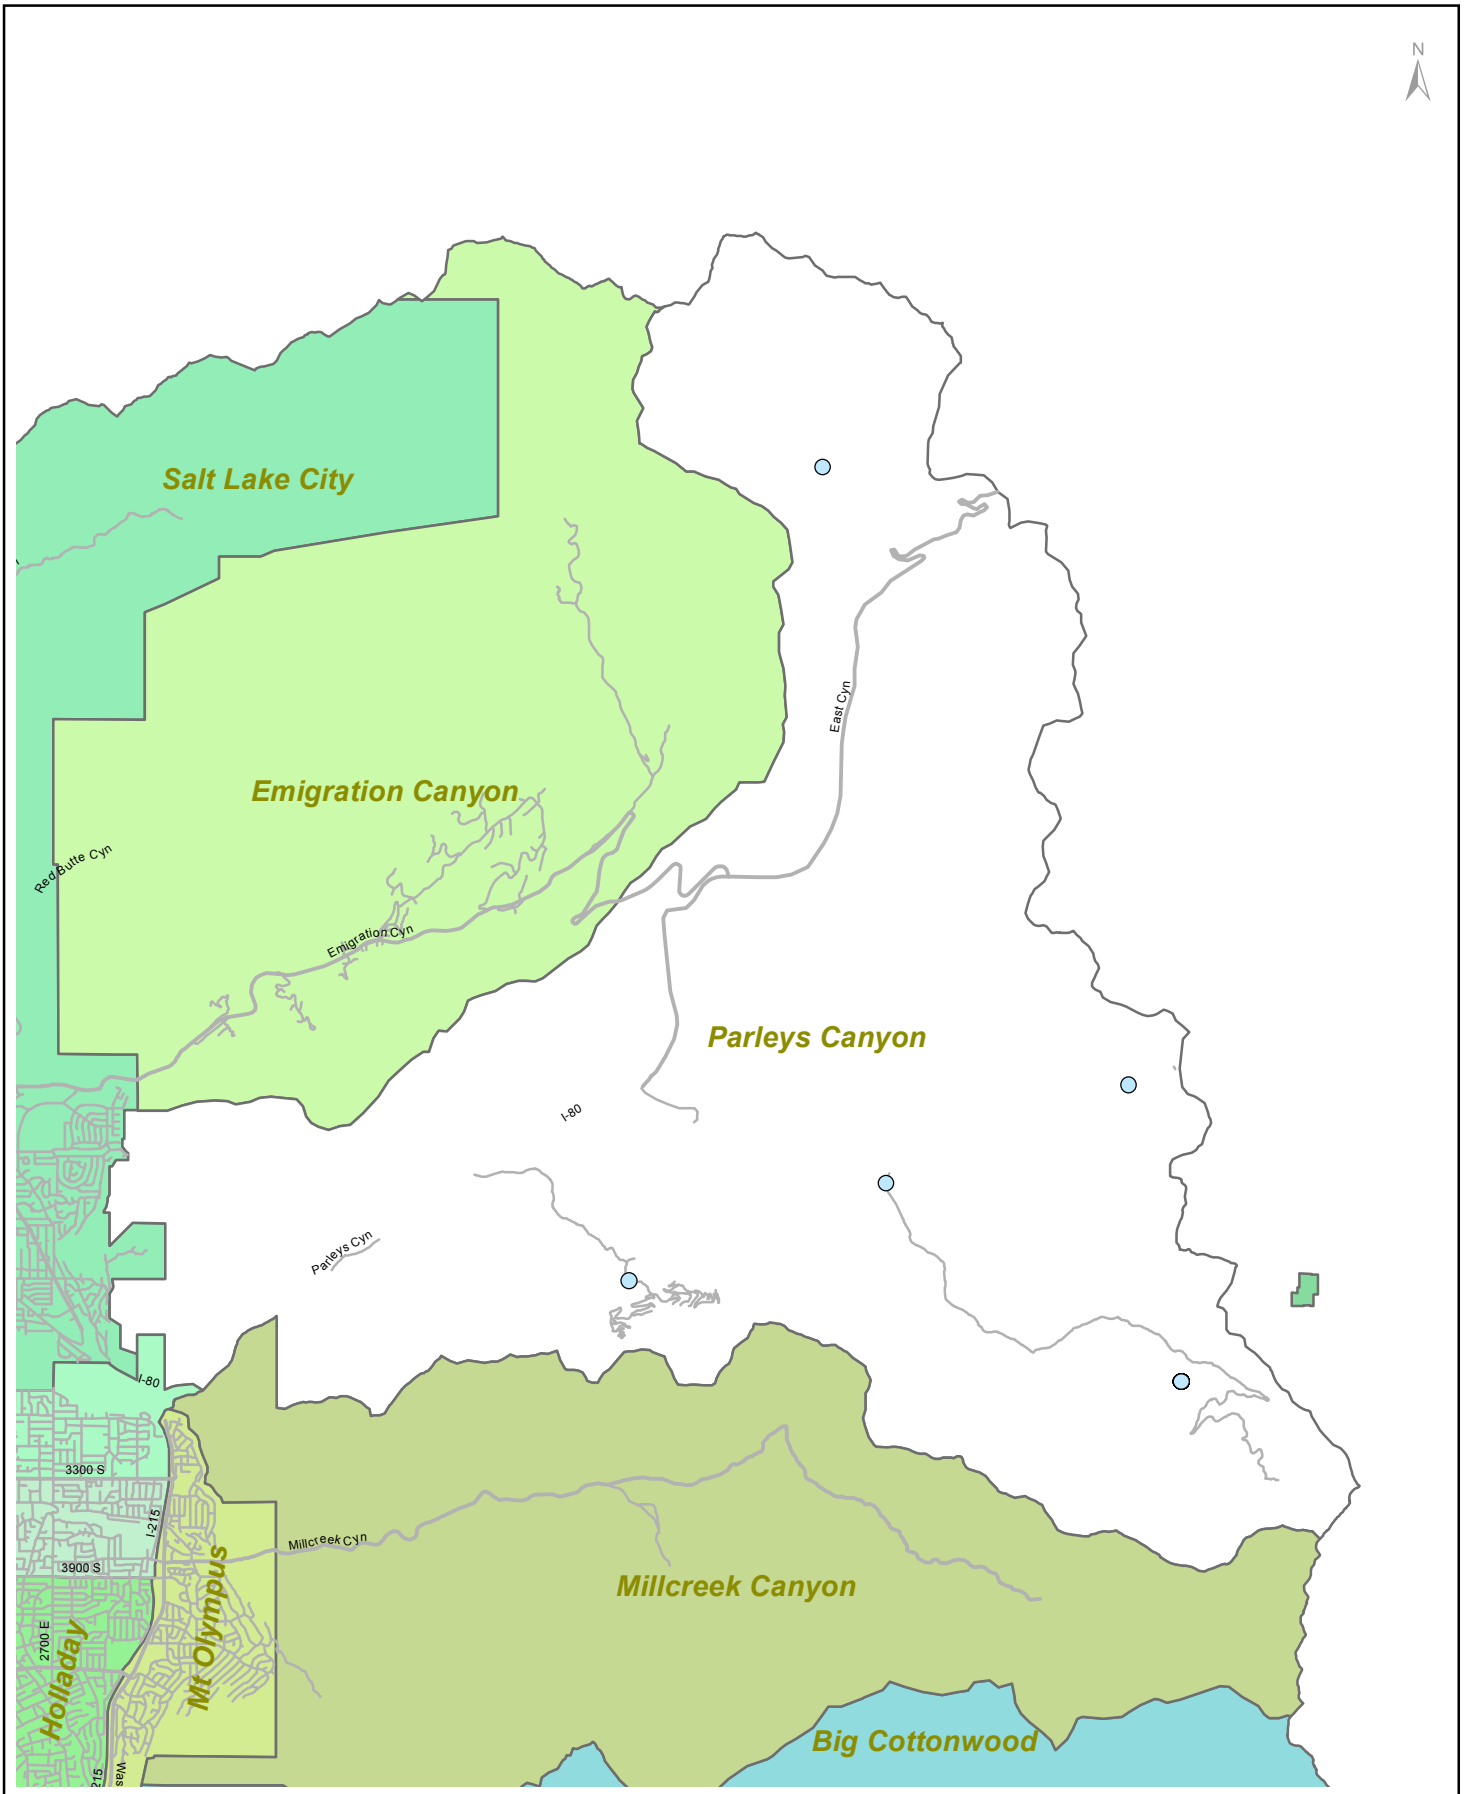 N
Salt Lake City
East Cyn
Emigration Canyon
Red Butte Cyn
Emigration Cyn
Parleys Canyon
I-80
Parleys Cyn
I-80
3300 S
I-215
Millcreek Cyn
3900 S
Millcreek Canyon
2700 E
Mt Olympus
Holladay
Big Cottonwood
215
Was